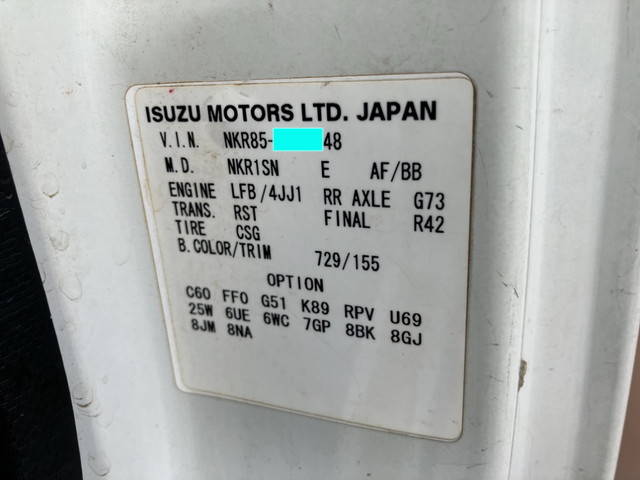 ISUZU MOTORS LTD. JAPAN
V.I.N. NKR85- 48
M.D. NKR1SN E AF/BB
ENGINE LFB/4JJ1 RR AXLE G73
TRANS. RST FINAL R42
TIRE CSG
B.COLOR/TRIM 729/155
OPTION
C60 FFO G51 K89 RPV U69
25W 6UE 6WC 7GP 8BK 8GJ
8JM 8NA